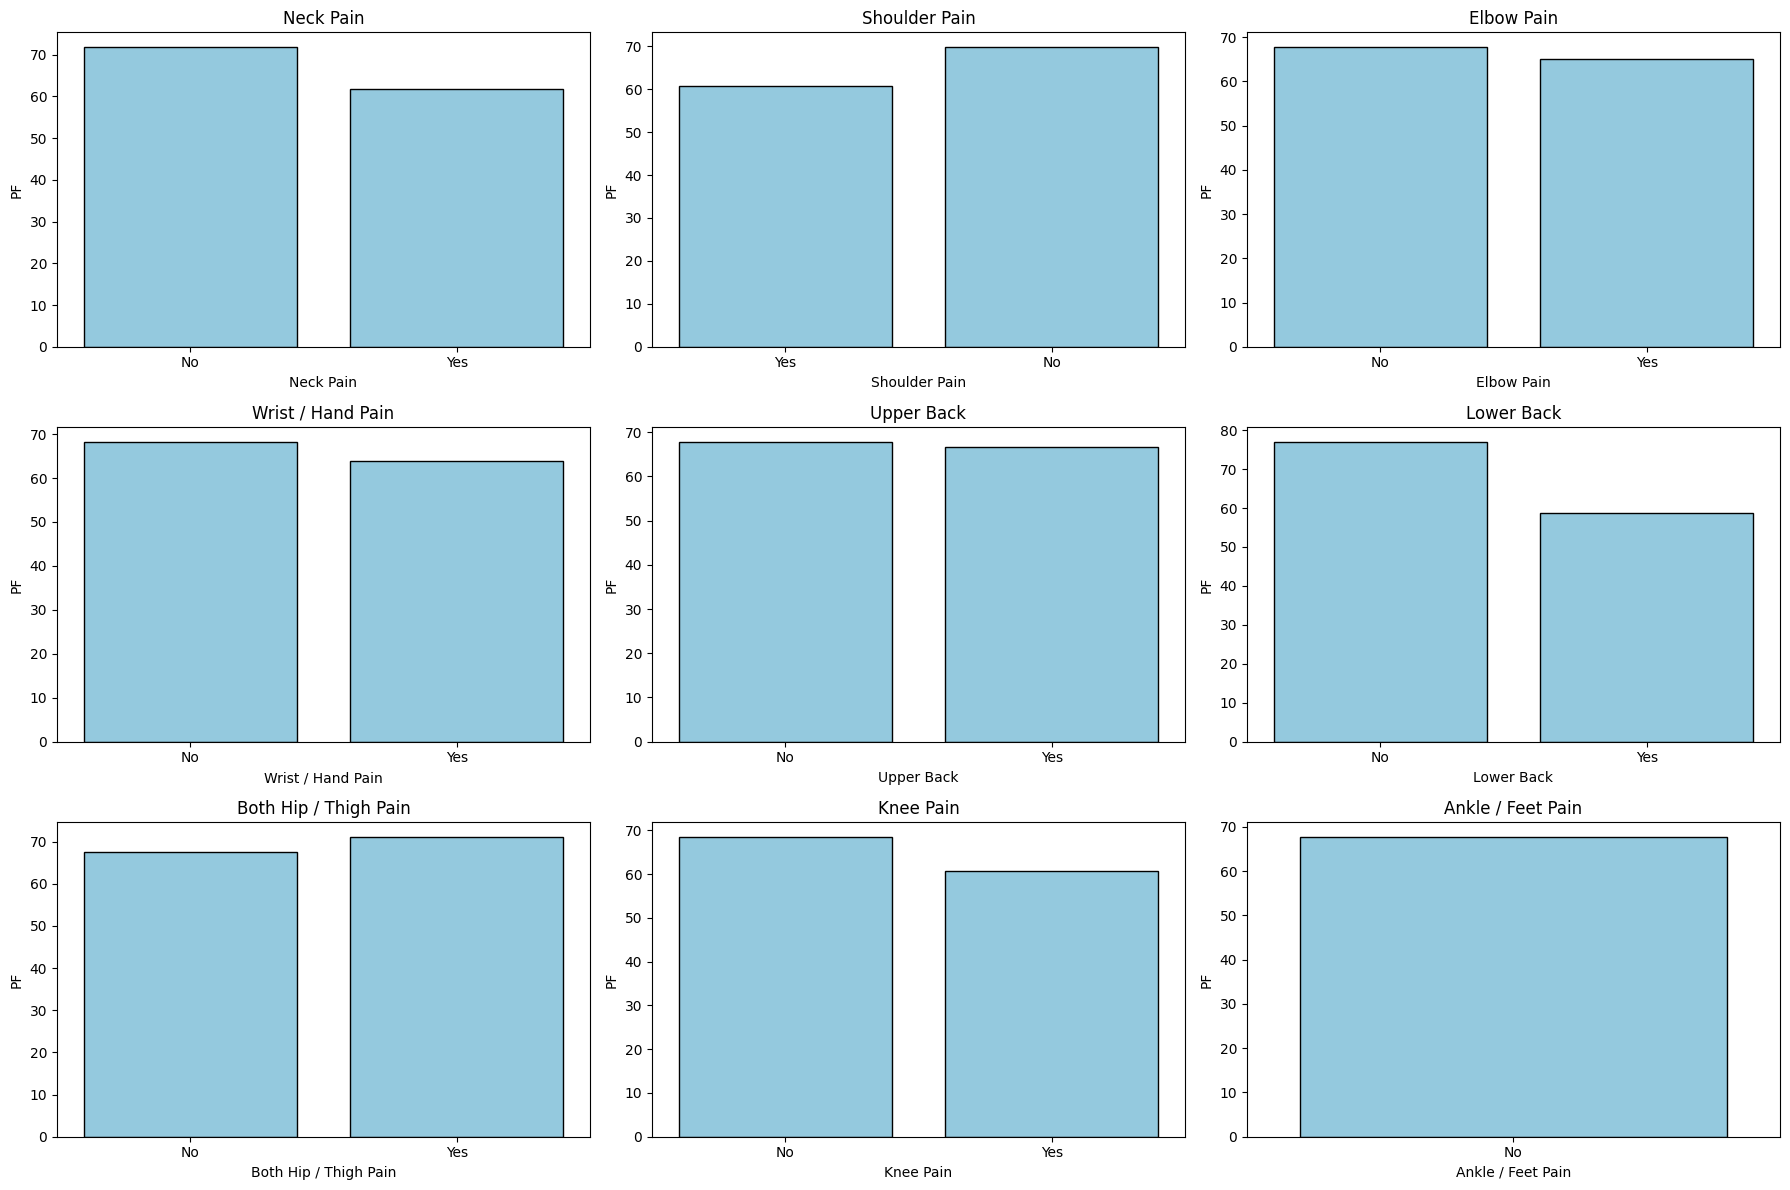 Neck Pain
70
60
50
40
30
20
10
0
PF
No Yes
Neck Pain
Shoulder Pain
70
60
50
40
30
20
10
0
PF
Yes No
Shoulder Pain
Elbow Pain
70
60
50
40
30
20
10
0
PF
No Yes
Elbow Pain
Wrist / Hand Pain
70
60
50
40
30
20
10
0
PF
No Yes
Wrist / Hand Pain
Upper Back
70
60
50
40
30
20
10
0
PF
No Yes
Upper Back
Lower Back
80
70
60
50
40
30
20
10
0
PF
No Yes
Lower Back
Both Hip / Thigh Pain
70
60
50
40
30
20
10
0
PF
No Yes
Both Hip / Thigh Pain
Knee Pain
70
60
50
40
30
20
10
0
PF
No Yes
Knee Pain
Ankle / Feet Pain
70
60
50
40
30
20
10
0
PF
No
Ankle / Feet Pain